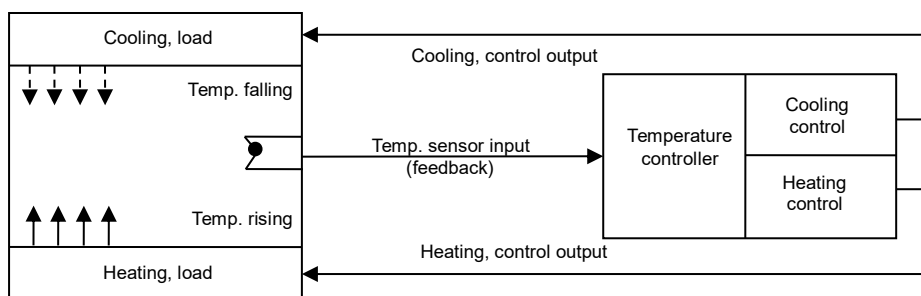 Cooling, load
Cooling, control output
Temp. falling
Cooling
control
Temperature
controller
Temp. sensor input
(feedback)
Heating
control
Temp. rising
Heating, control output
Heating, load